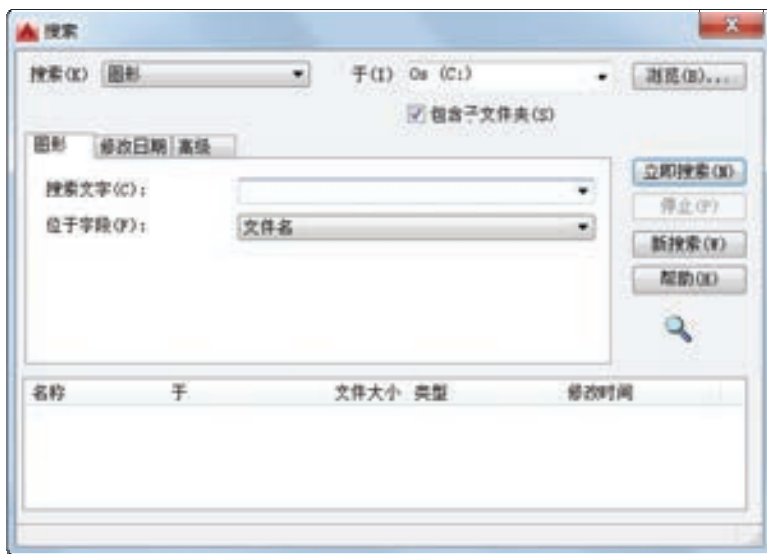 搜索
搜索(K) 图形 于(I) Os (C:) 浏览(B)...
包含子文件夹(S)
图形 修改日期 高级
搜索文字(C):
位于字段(F): 文件名
立即搜索(N)
停止(P)
新搜索(W)
帮助(H)
名称 于 文件大小 类型 修改时间